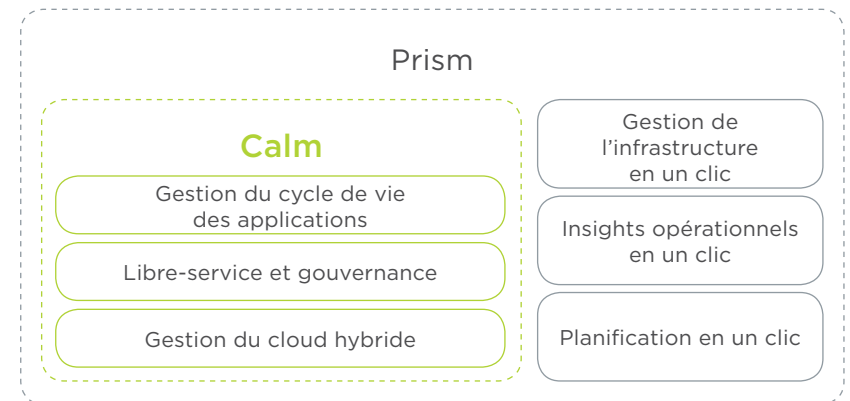 Prism
Calm
Gestion du cycle de vie
des applications
Libre-service et gouvernance
Gestion du cloud hybride
Gestion de
l’infrastructure
en un clic
Insights opérationnels
en un clic
Planification en un clic